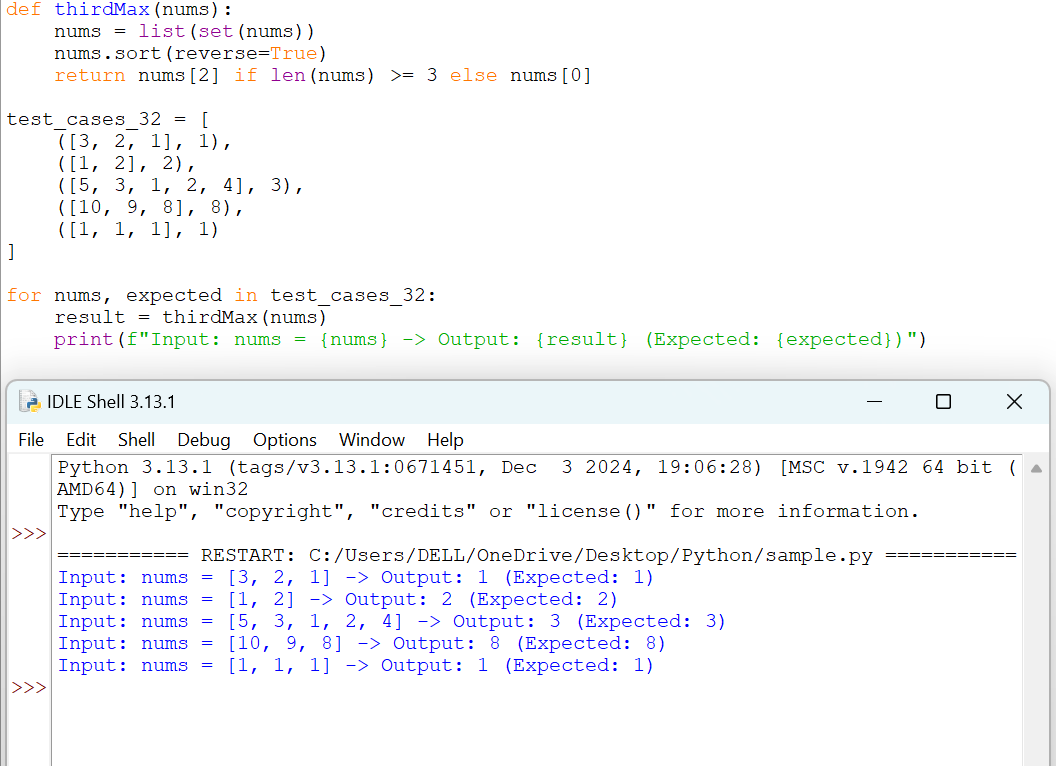 def thirdMax(nums):
    nums = list(set(nums))
    nums.sort(reverse=True)
    return nums[2] if len(nums) >= 3 else nums[0]

test_cases_32 = [
    ([3, 2, 1], 1),
    ([1, 2], 2),
    ([5, 3, 1, 2, 4], 3),
    ([10, 9, 8], 8),
    ([1, 1, 1], 1)
]

for nums, expected in test_cases_32:
    result = thirdMax(nums)
    print(f"Input: nums = {nums} -> Output: {result} (Expected: {expected})")

IDLE Shell 3.13.1
File Edit Shell Debug Options Window Help
Python 3.13.1 (tags/v3.13.1:0671451, Dec  3 2024, 19:06:28) [MSC v.1942 64 bit (
AMD64)] on win32
Type "help", "copyright", "credits" or "license()" for more information.
>>>
=========== RESTART: C:/Users/DELL/OneDrive/Desktop/Python/sample.py ===========
Input: nums = [3, 2, 1] -> Output: 1 (Expected: 1)
Input: nums = [1, 2] -> Output: 2 (Expected: 2)
Input: nums = [5, 3, 1, 2, 4] -> Output: 3 (Expected: 3)
Input: nums = [10, 9, 8] -> Output: 8 (Expected: 8)
Input: nums = [1, 1, 1] -> Output: 1 (Expected: 1)
>>>